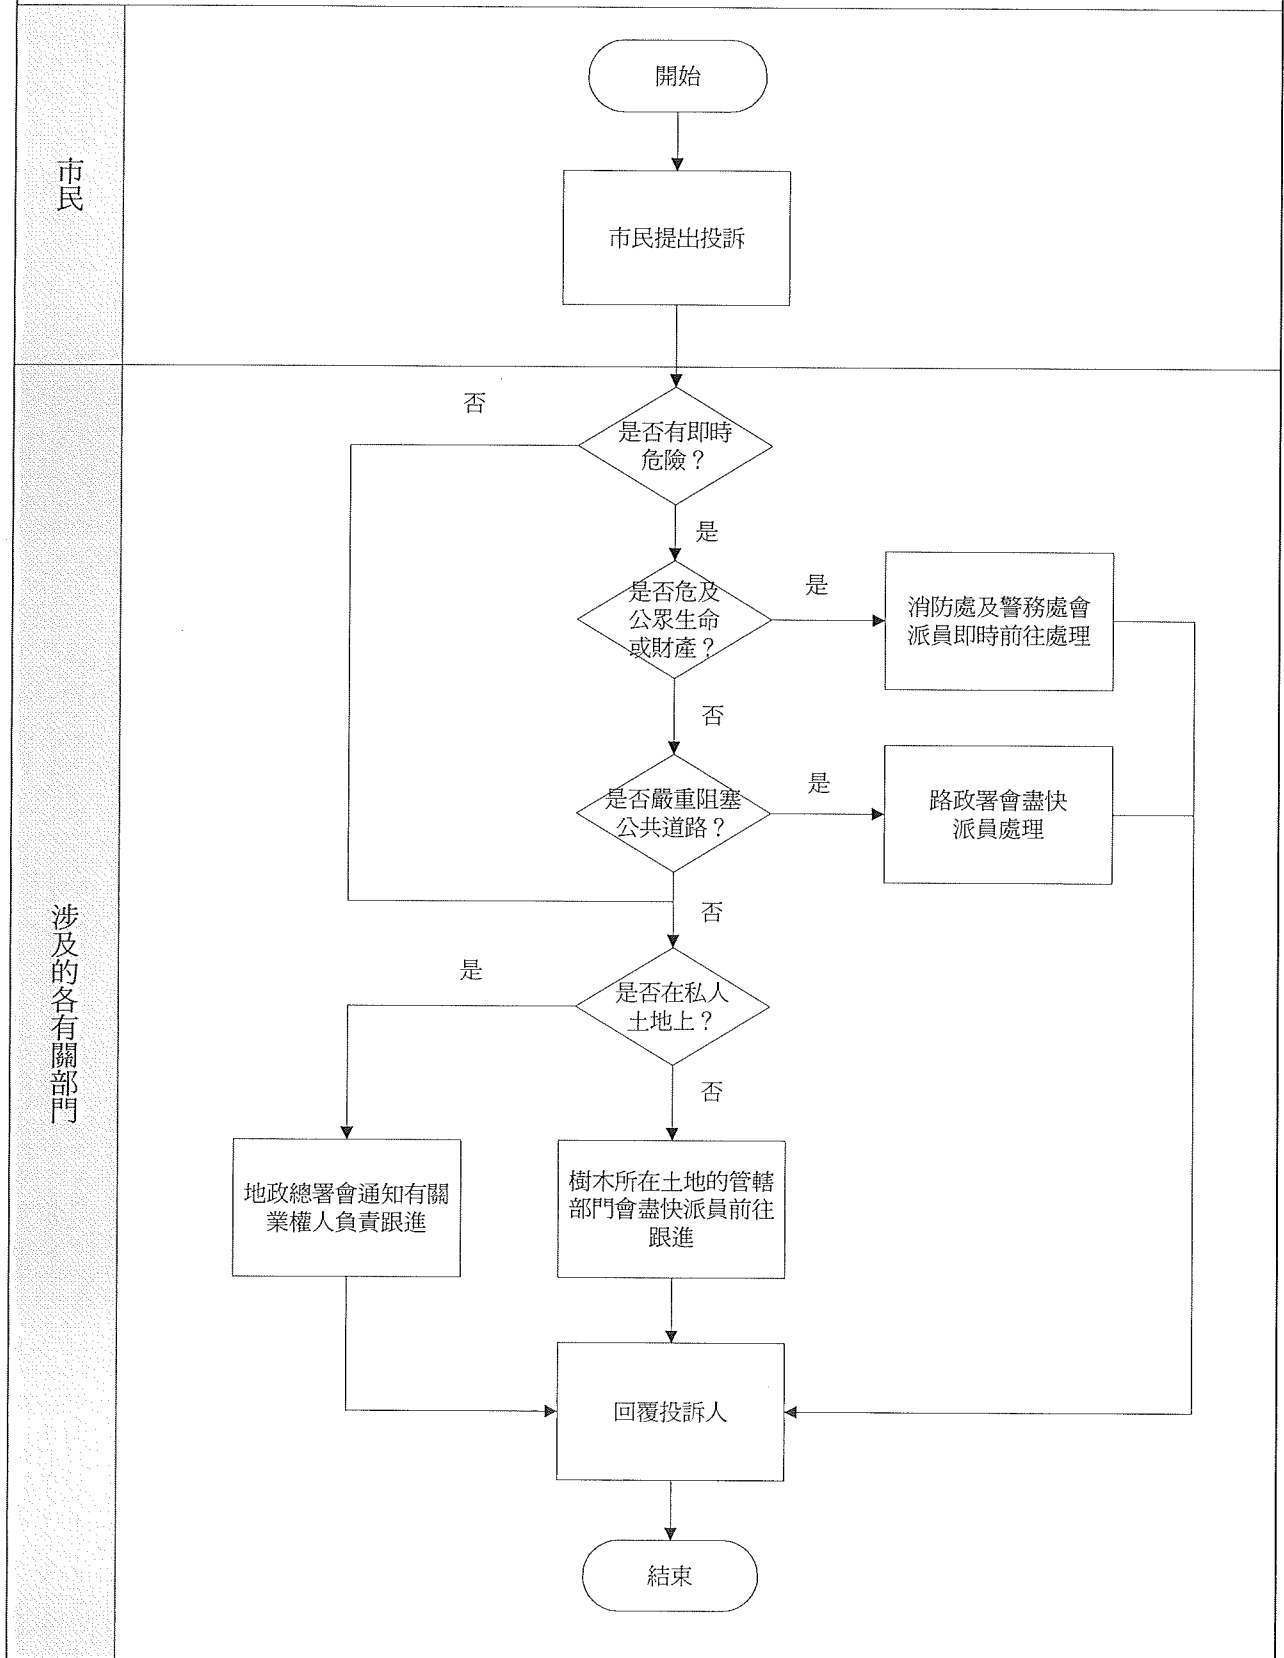 市民
開始
市民提出投訴
涉及的各有關部門
否
是否有即時
危險？
是
是否危及
公眾生命
或財產？
是
消防處及警務處會
派員即時前往處理
否
是否嚴重阻塞
公共道路？
是
路政署會盡快
派員處理
否
是
是否在私人
土地上？
否
地政總署會通知有關
業權人負責跟進
樹木所在土地的管轄
部門會盡快派員前往
跟進
回覆投訴人
結束